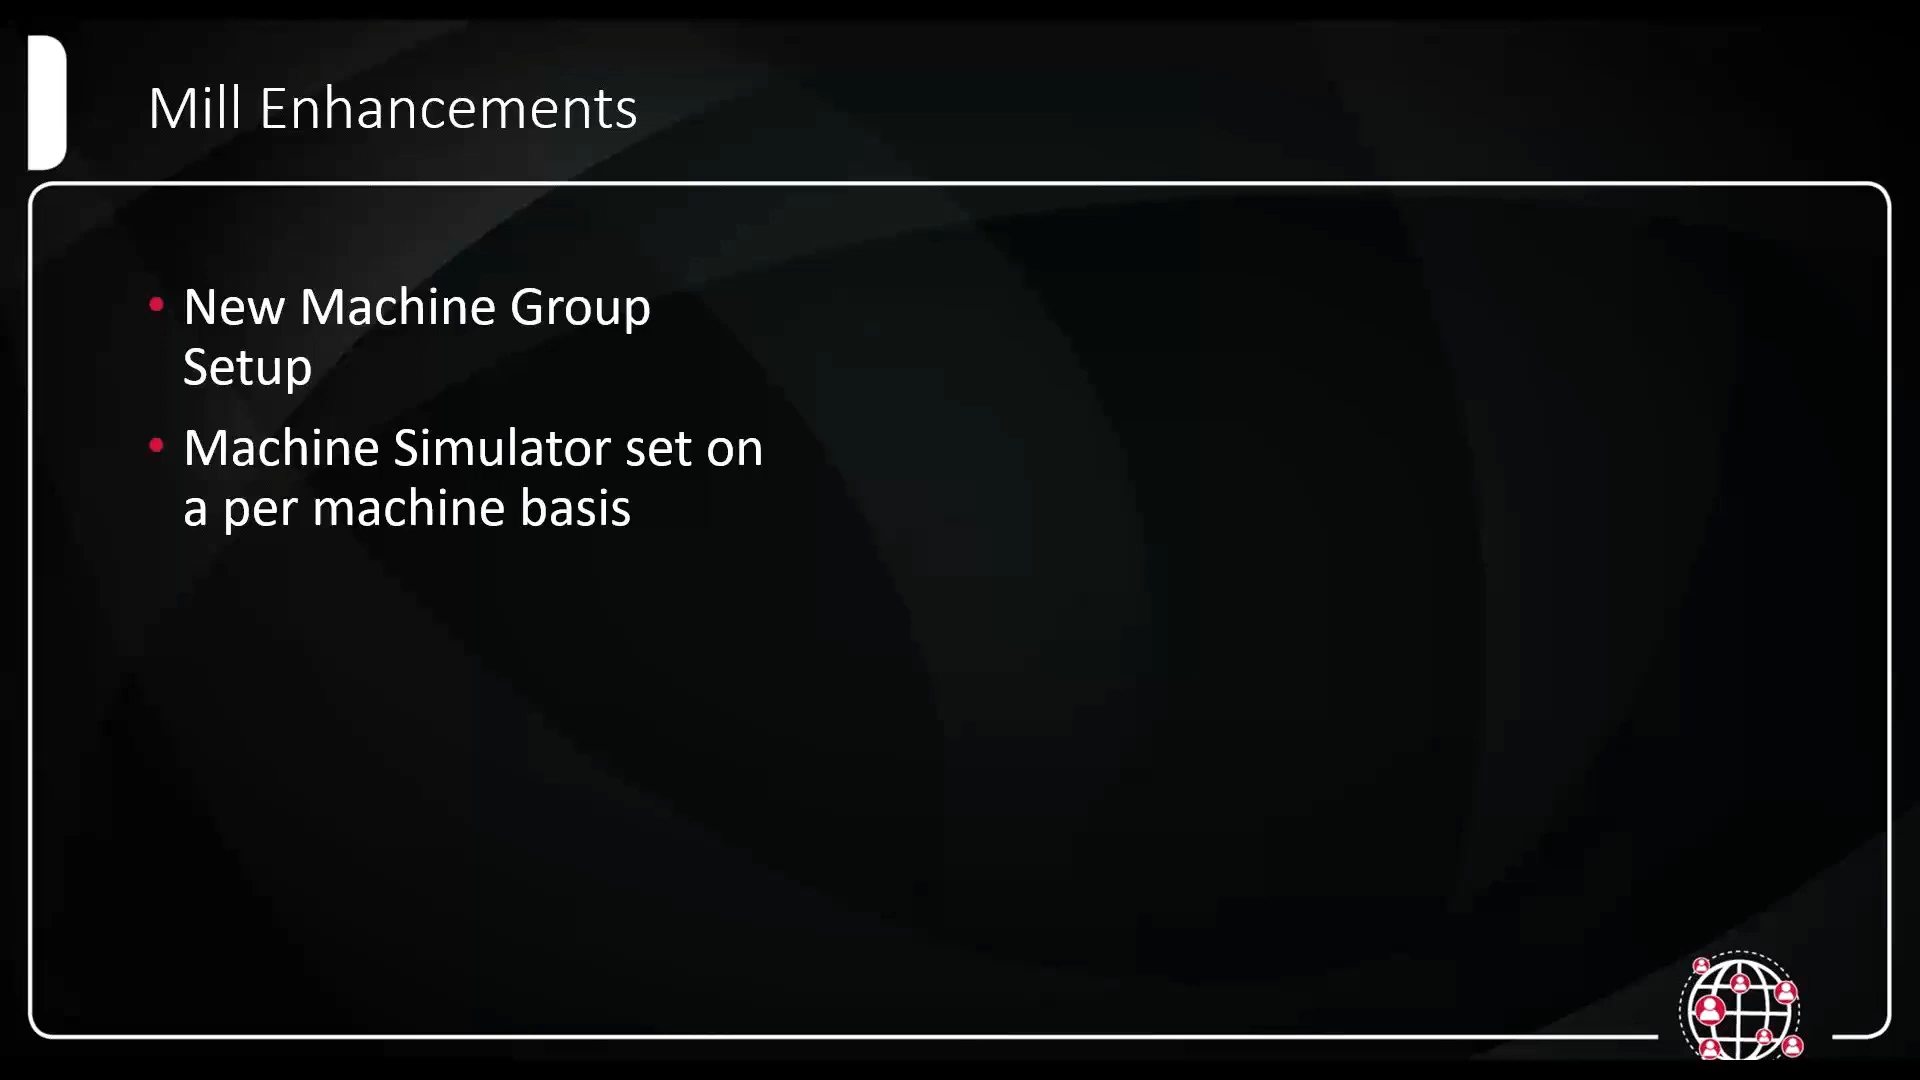 Mill Enhancements
• New Machine Group
Setup
• Machine Simulator set on
a per machine basis